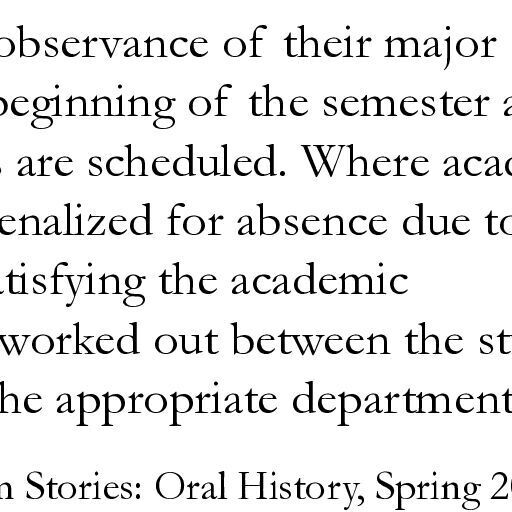 observance of their major
beginning of the semester a
are scheduled. Where acad
enalized for absence due to
atisfying the academic
worked out between the st
he appropriate department
n Stories: Oral History, Spring 20